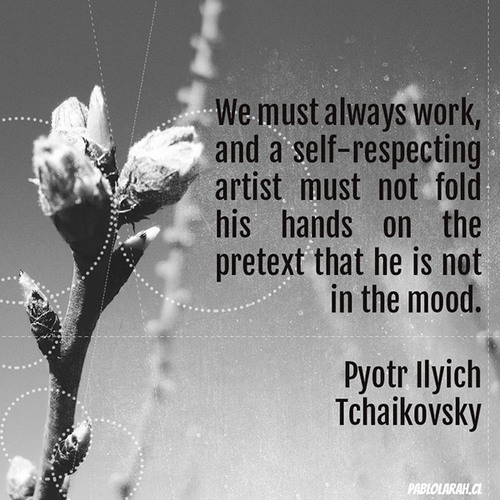 We must always work,
and a self-respecting
artist must not fold
his hands on the
pretext that he is not
in the mood.
Pyotr Ilyich
Tchaikovsky
PABLOLARAH.CL